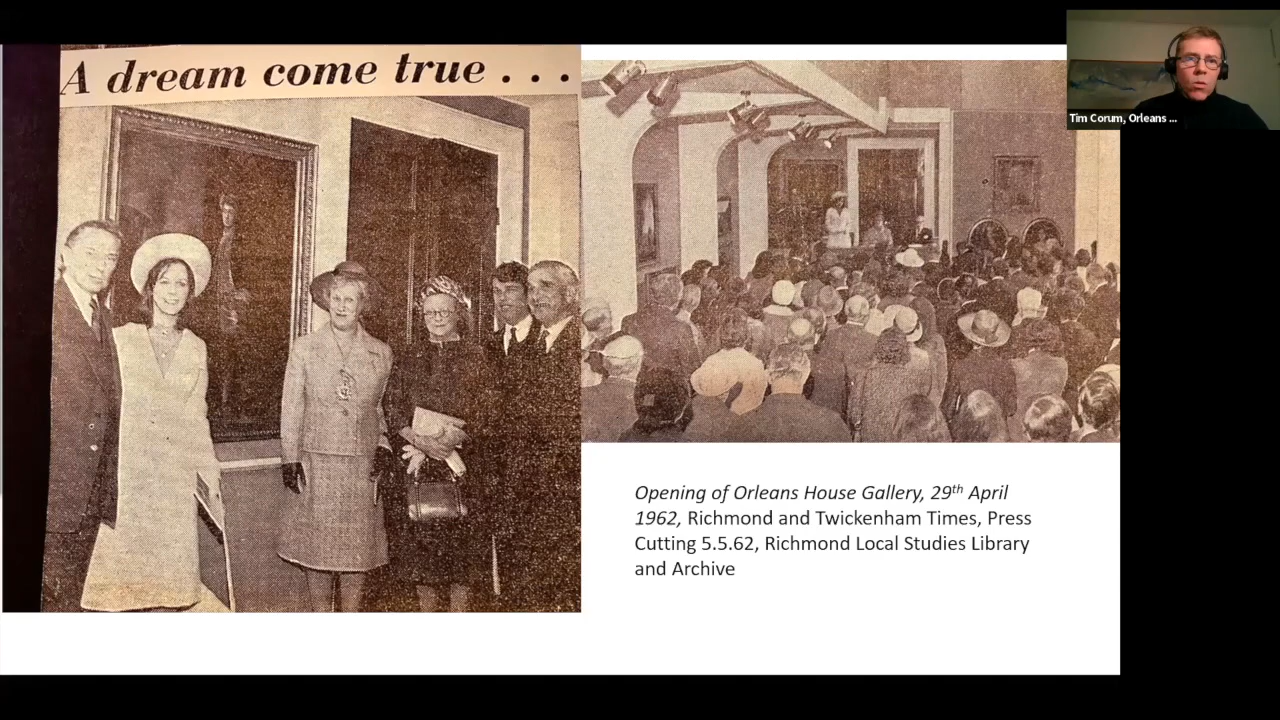 A dream come true . . .
Tim Corum, Orleans ...
Opening of Orleans House Gallery, 29th April
1962, Richmond and Twickenham Times, Press
Cutting 5.5.62, Richmond Local Studies Library
and Archive